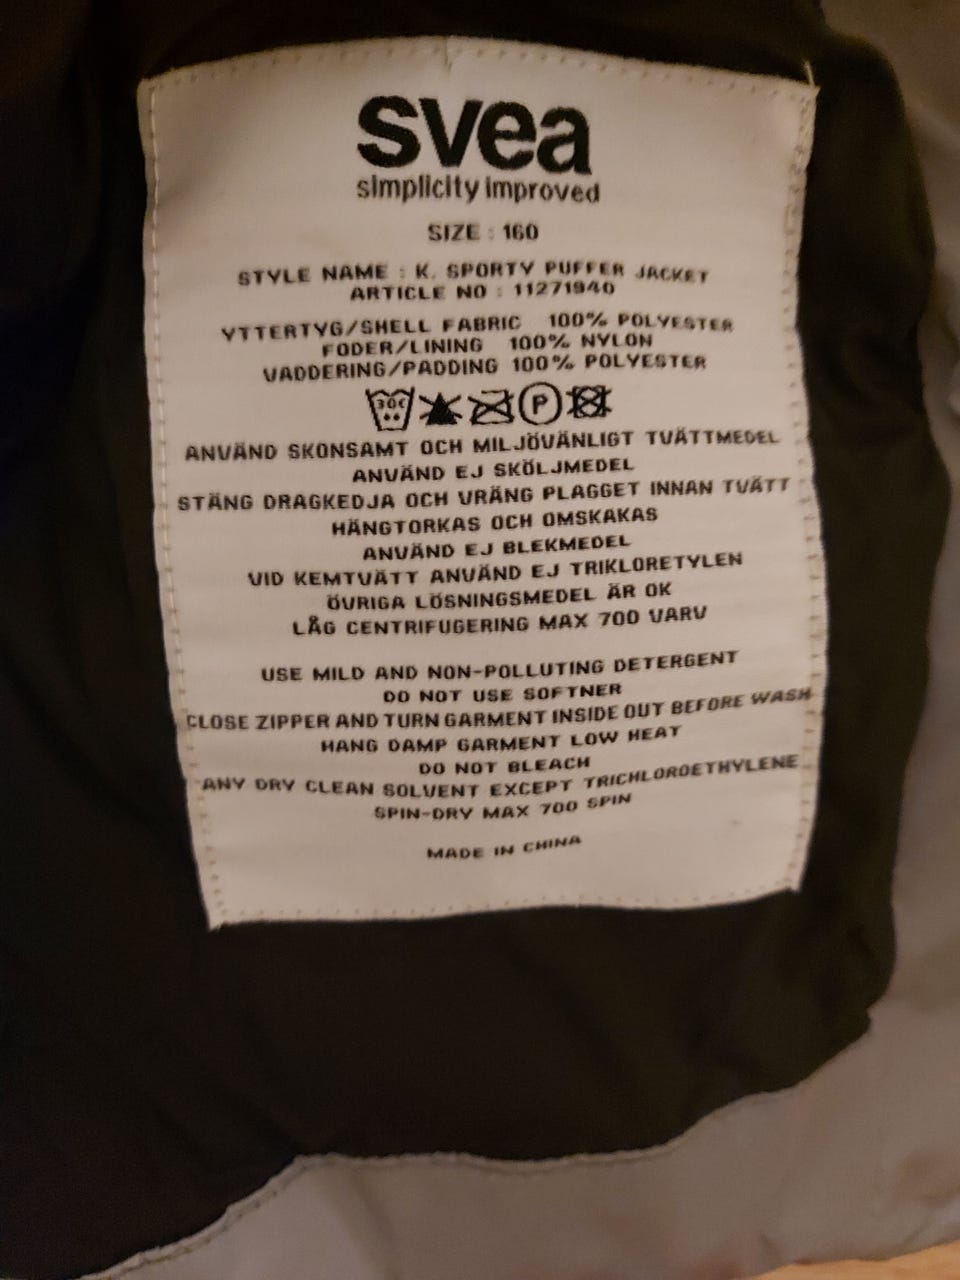 svea
simplicity improved
SIZE : 160
STYLE NAME : K. SPORTY PUFFER JACKET
ARTICLE NO : 11271940
YTTERTYG/SHELL FABRIC 100% POLYESTER
FODER/LINING 100% NYLON
VADDERING/PADDING 100% POLYESTER
30C P
ANVÄND SKONSAMT OCH MILJÖVÄNLIGT TVÄTTMEDEL
ANVÄND EJ SKÖLJMEDEL
STÄNG DRAGKEDJA OCH VRÄNG PLAGGET INNAN TVÄTT
HÄNGTORKAS OCH OMSKAKAS
ANVÄND EJ BLEKMEDEL
VID KEMTVÄTT ANVÄND EJ TRIKLORETYLEN
ÖVRIGA LÖSNINGSMEDEL ÄR OK
LÅG CENTRIFUGERING MAX 700 VARV
USE MILD AND NON-POLLUTING DETERGENT
DO NOT USE SOFTNER
CLOSE ZIPPER AND TURN GARMENT INSIDE OUT BEFORE WASH
HANG DAMP GARMENT LOW HEAT
DO NOT BLEACH
ANY DRY CLEAN SOLVENT EXCEPT TRICHLOROETHYLENE
SPIN-DRY MAX 700 SPIN
MADE IN CHINA